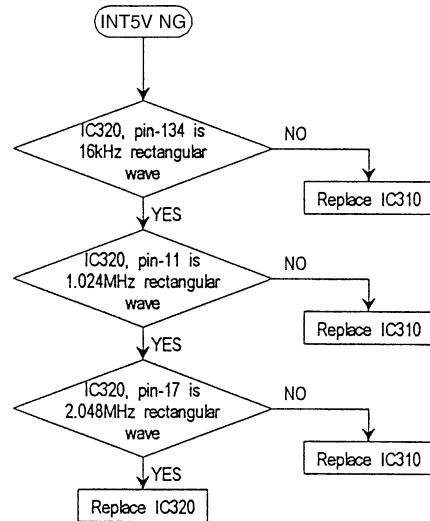 INT5V NG
IC320, pin-134 is
16kHz rectangular
wave
NO
Replace IC310
YES
IC320, pin-11 is
1.024MHz rectangular
wave
NO
Replace IC310
YES
IC320, pin-17 is
2.048MHz rectangular
wave
NO
Replace IC310
YES
Replace IC320